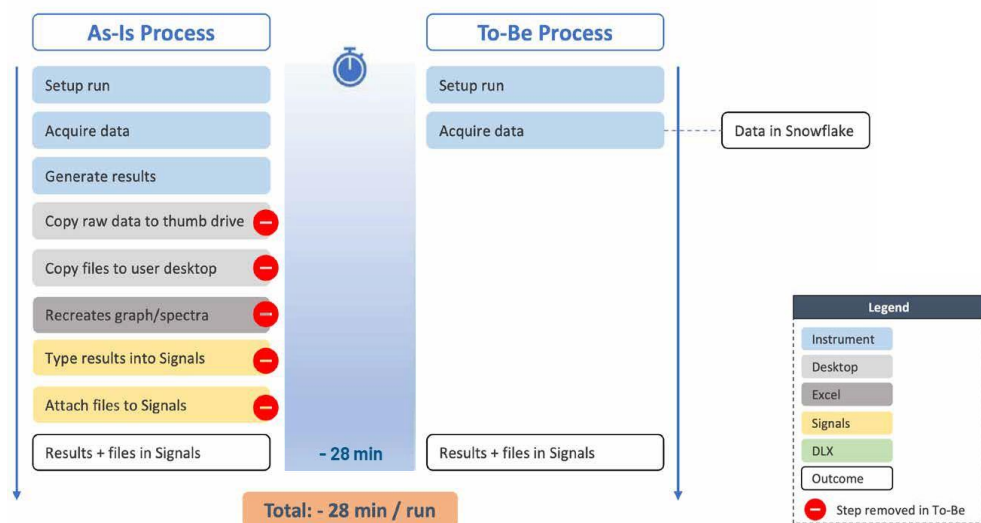 As-Is Process
Setup run
Acquire data
Generate results
Copy raw data to thumb drive
Copy files to user desktop
Recreates graph/spectra
Type results into Signals
Attach files to Signals
Results + files in Signals
- 28 min
Total: - 28 min / run
To-Be Process
Setup run
Acquire data
Data in Snowflake
Results + files in Signals
Legend
Instrument
Desktop
Excel
Signals
DLX
Outcome
Step removed in To-Be